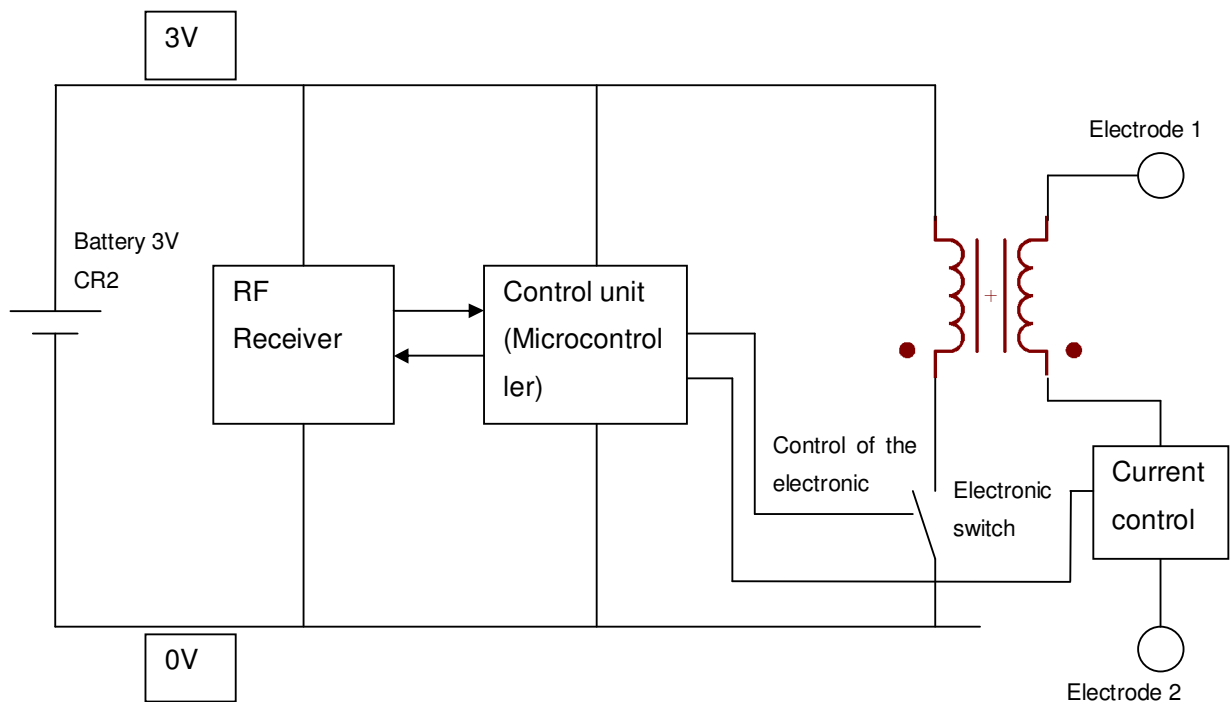 3V
Electrode 1
Battery 3V
CR2
RF
Receiver
Control unit
(Microcontrol
ler)
Control of the
electronic
Electronic
switch
Current
control
0V
Electrode 2